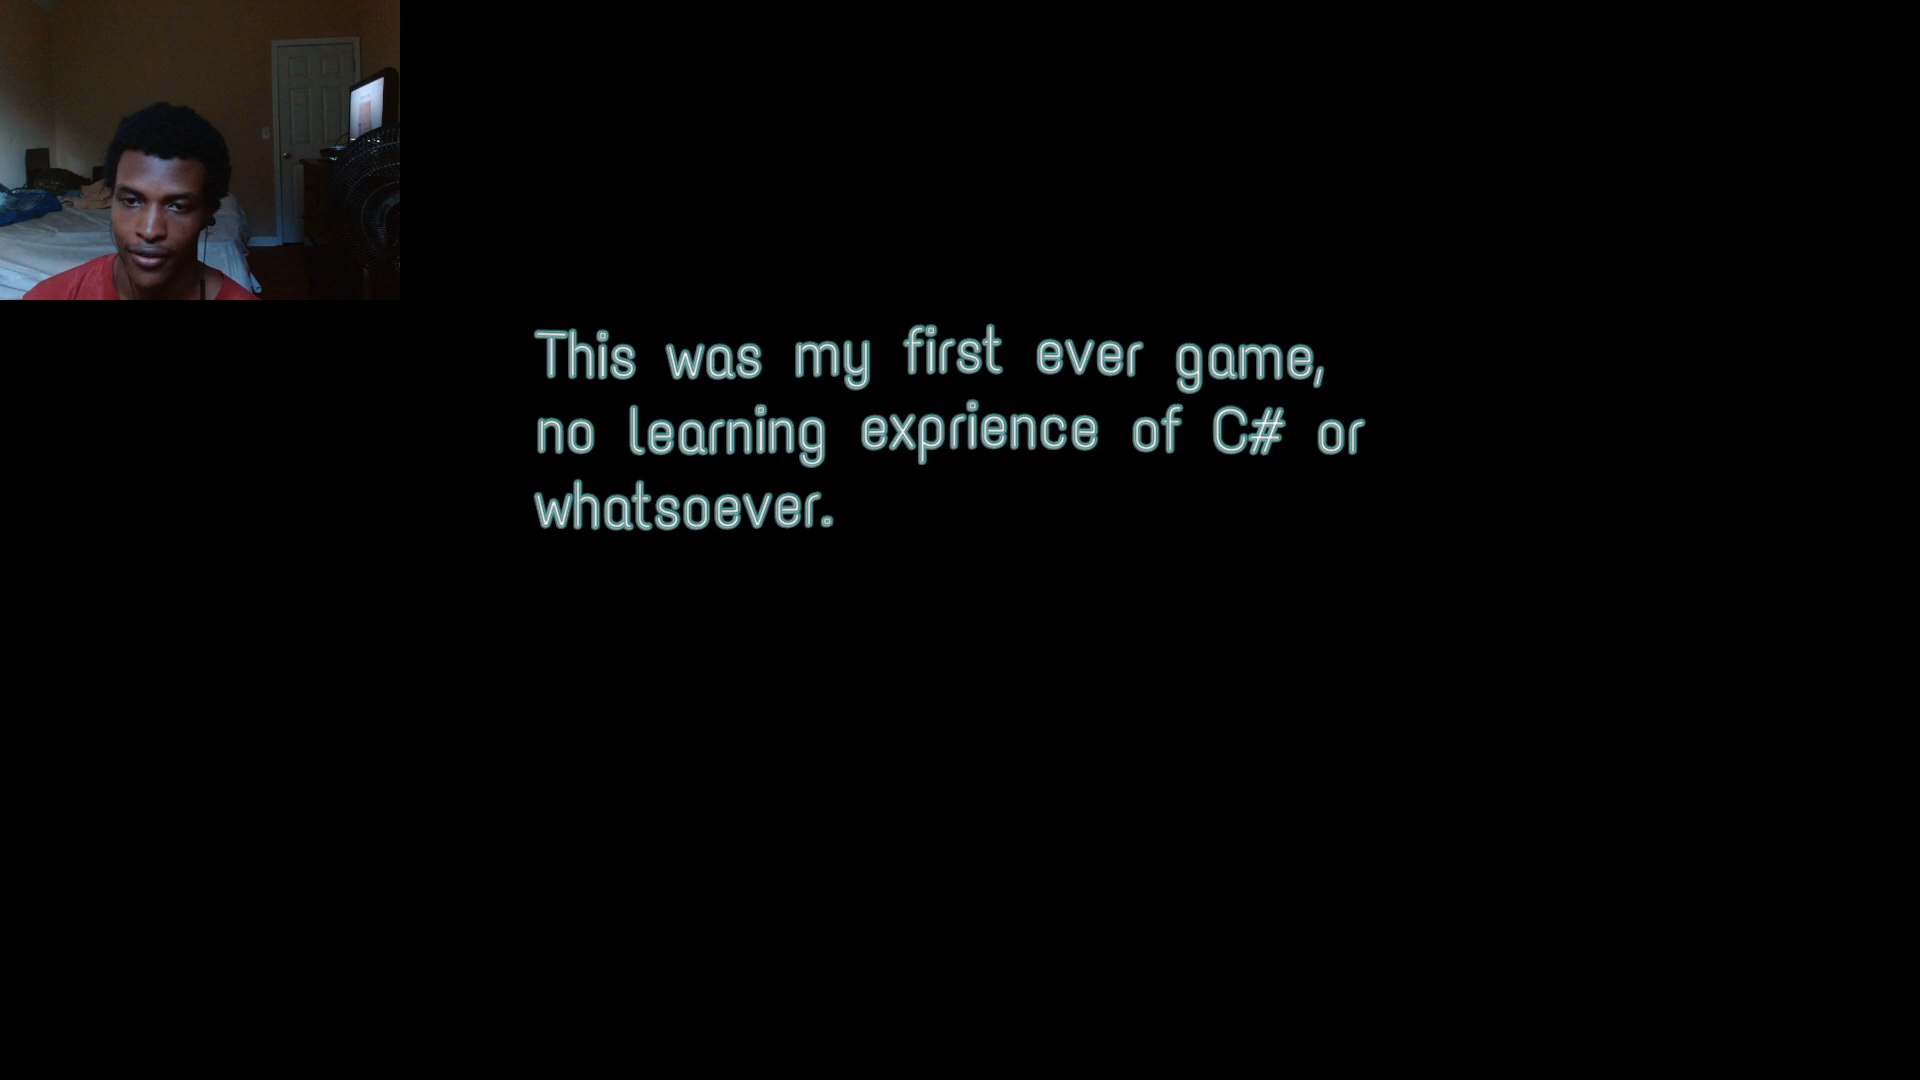 This was my first ever game,
no learning exprience of C# or
whatsoever.